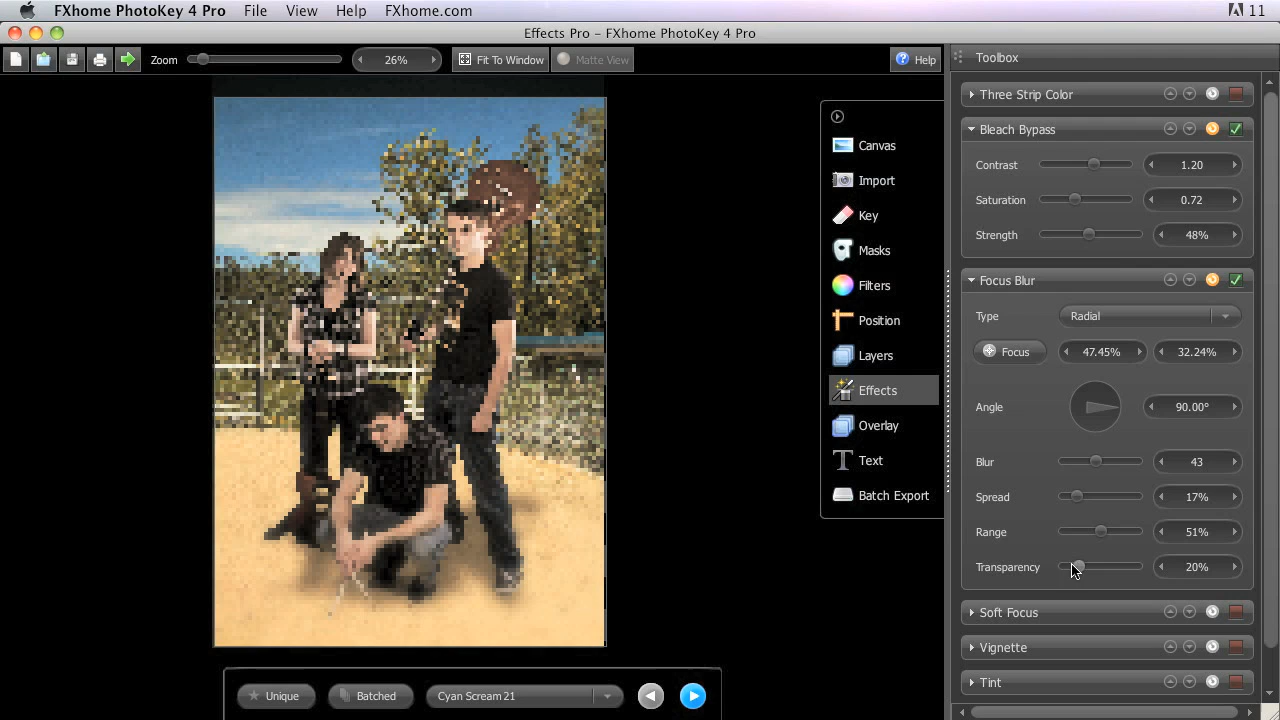 FXhome PhotoKey 4 Pro File View Help FXhome.com 11
Effects Pro – FXhome PhotoKey 4 Pro
Zoom 26% Fit To Window Matte View Help
Toolbox
Three Strip Color
Bleach Bypass
Contrast 1.20
Saturation 0.72
Strength 48%
Focus Blur
Type Radial
Focus 47.45% 32.24%
Angle 90.00°
Blur 43
Spread 17%
Range 51%
Transparency 20%
Soft Focus
Vignette
Tint
Canvas
Import
Key
Masks
Filters
Position
Layers
Effects
Overlay
Text
Batch Export
Unique Batched Cyan Scream 21